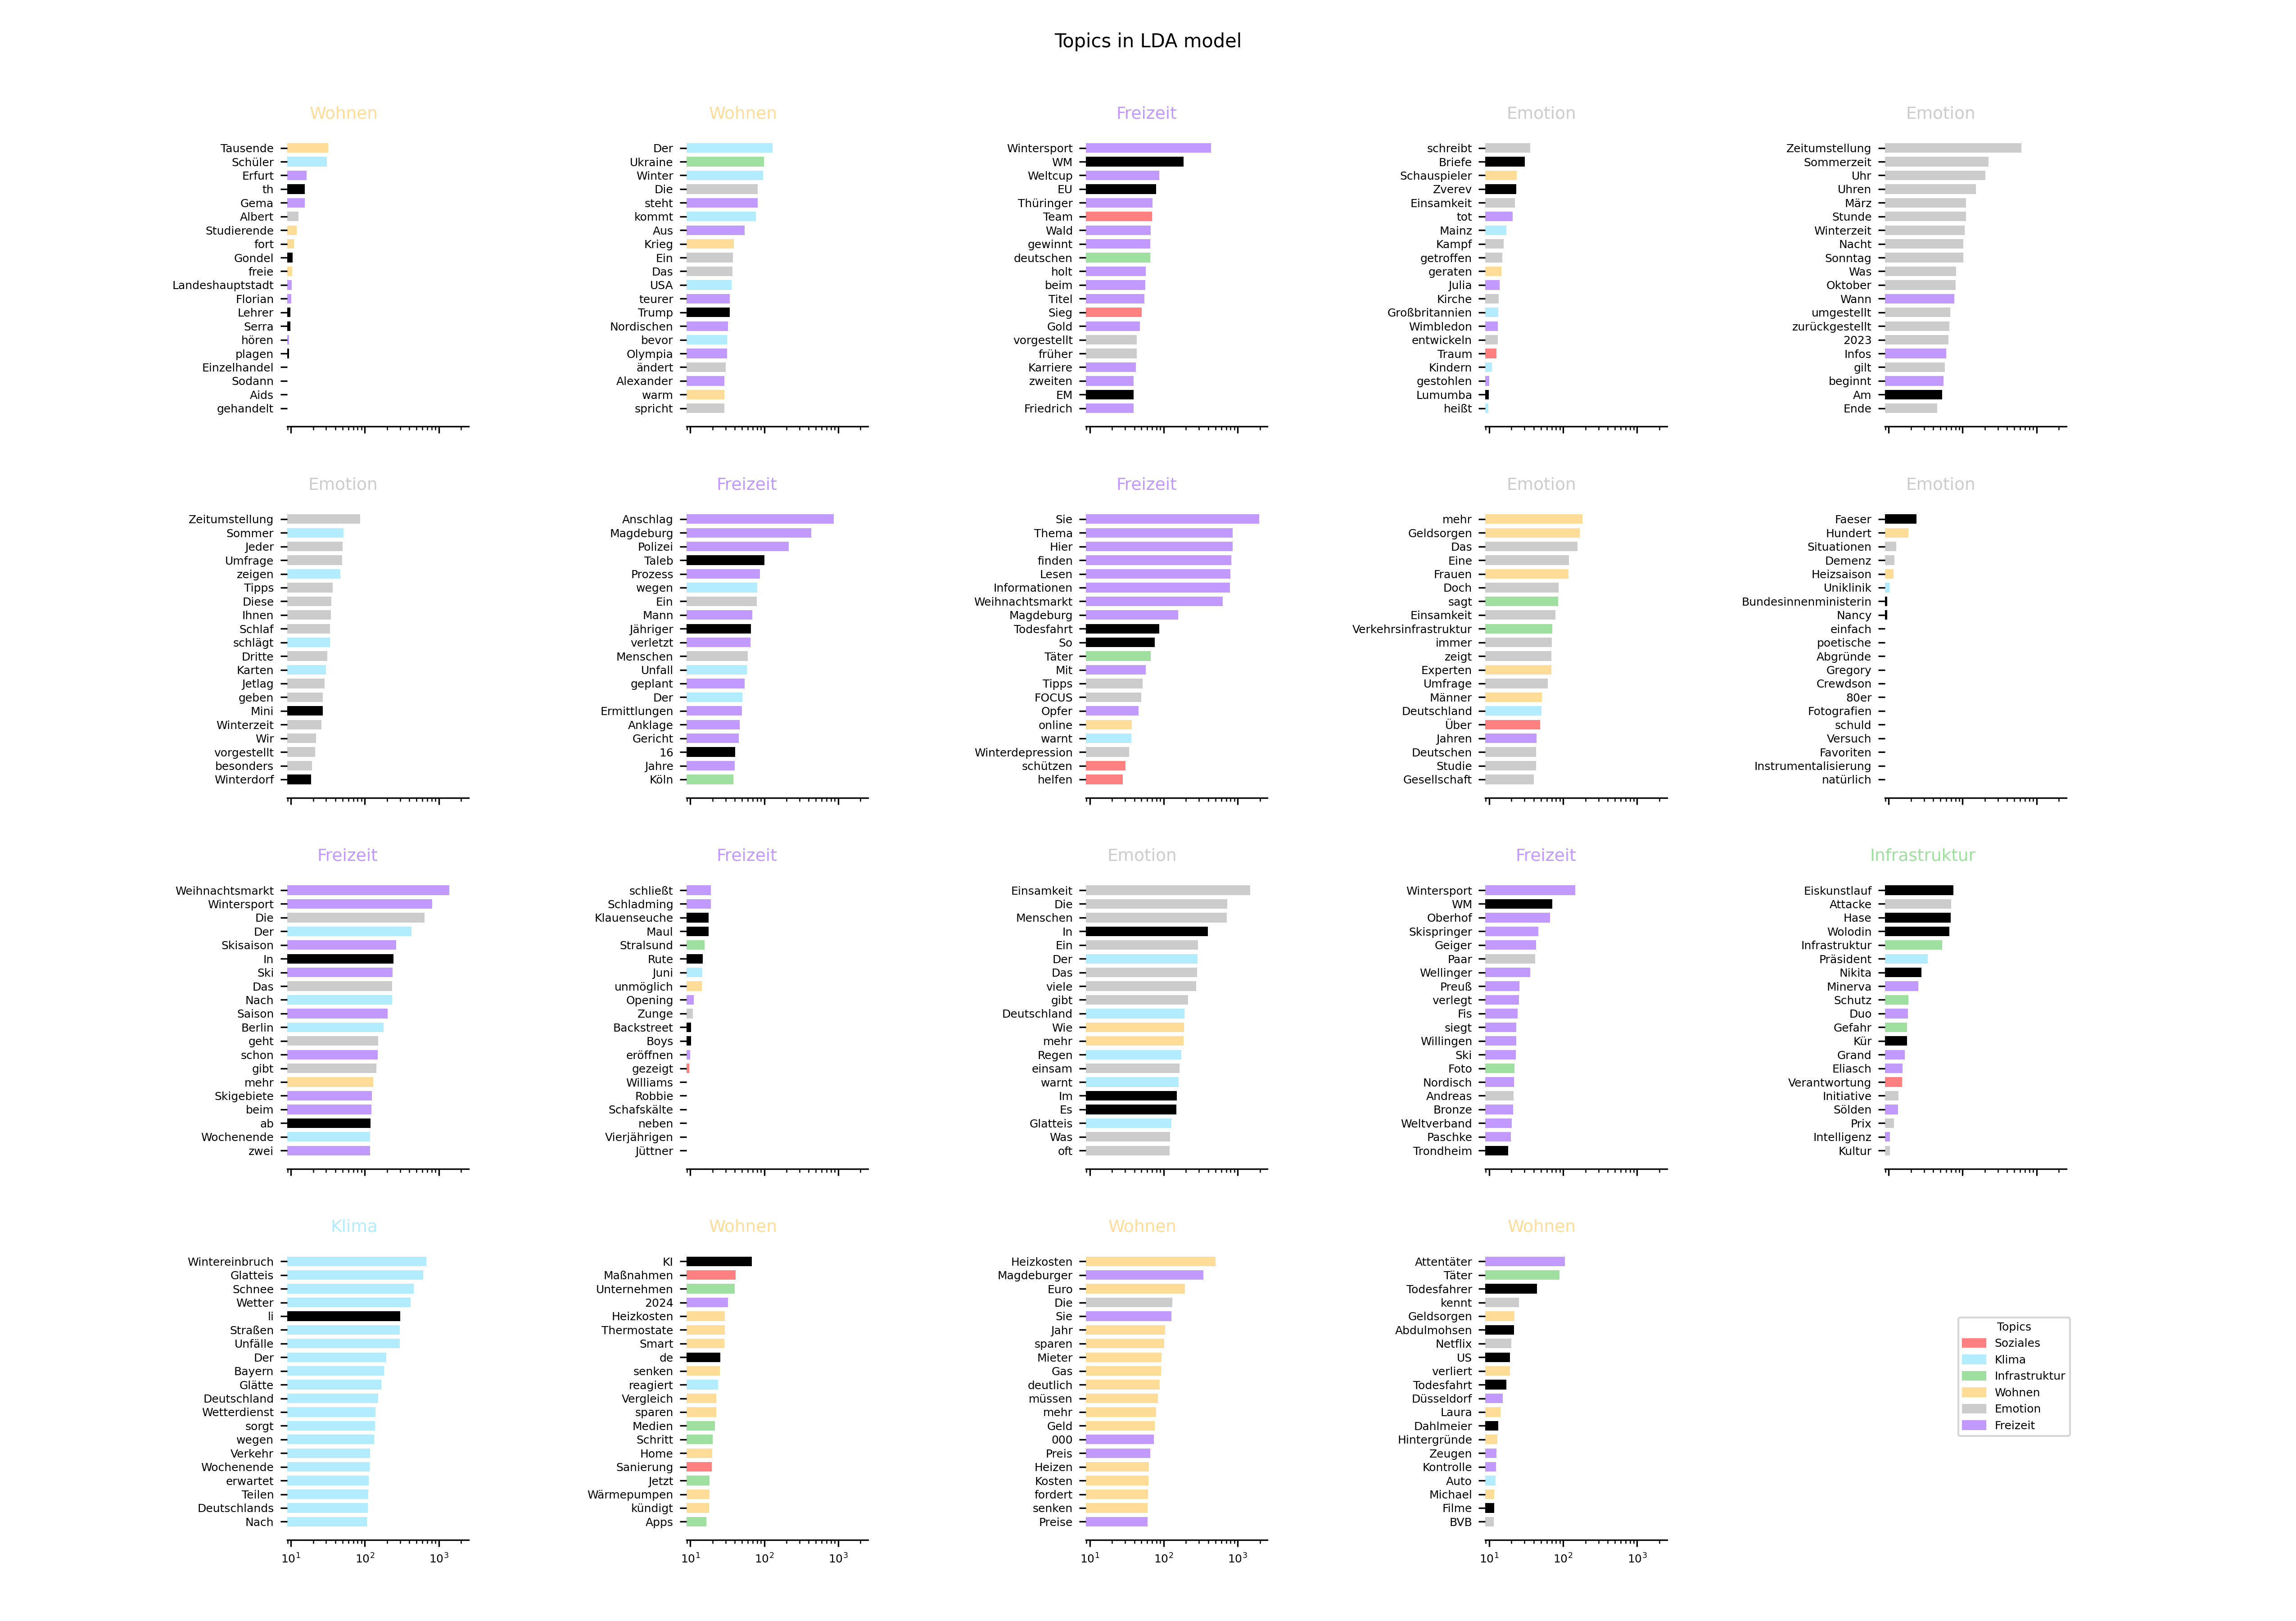 Topics in LDA model
Wohnen
Tausende
Schüler
Erfurt
th
Gema
Albert
Studierende
fort
Gondel
freie
Landeshauptstadt
Florian
Lehrer
Serra
hören
plagen
Einzelhandel
Sodann
Aids
gehandelt
Wohnen
Der
Ukraine
Winter
Die
steht
kommt
Aus
Krieg
Ein
Das
USA
teurer
Trump
Nordischen
bevor
Olympia
ändert
Alexander
warm
spricht
Freizeit
Wintersport
WM
Weltcup
EU
Thüringer
Team
Wald
gewinnt
deutschen
holt
beim
Titel
Sieg
Gold
vorgestellt
früher
Karriere
zweiten
EM
Friedrich
Emotion
schreibt
Briefe
Schauspieler
Zverev
Einsamkeit
tot
Mainz
Kampf
getroffen
geraten
Julia
Kirche
Großbritannien
Wimbledon
entwickeln
Traum
Kindern
gestohlen
Lumumba
heißt
Emotion
Zeitumstellung
Sommerzeit
Uhr
Uhren
März
Stunde
Winterzeit
Nacht
Sonntag
Was
Oktober
Wann
umgestellt
zurückgestellt
2023
Infos
gilt
beginnt
Am
Ende
Emotion
Zeitumstellung
Sommer
Jeder
Umfrage
zeigen
Tipps
Diese
Ihnen
Schlaf
schlägt
Dritte
Karten
Jetlag
geben
Mini
Winterzeit
Wir
vorgestellt
besonders
Winterdorf
Freizeit
Anschlag
Magdeburg
Polizei
Taleb
Prozess
wegen
Ein
Mann
Jähriger
verletzt
Menschen
Unfall
geplant
Der
Ermittlungen
Anklage
Gericht
16
Jahre
Köln
Freizeit
Sie
Thema
Hier
finden
Lesen
Informationen
Weihnachtsmarkt
Magdeburg
Todesfahrt
So
Täter
Mit
Tipps
FOCUS
Opfer
online
warnt
Winterdepression
schützen
helfen
Emotion
mehr
Geldsorgen
Das
Eine
Frauen
Doch
sagt
Einsamkeit
Verkehrsinfrastruktur
immer
zeigt
Experten
Umfrage
Männer
Deutschland
Über
Jahren
Deutschen
Studie
Gesellschaft
Emotion
Faeser
Hundert
Situationen
Demenz
Heizsaison
Uniklinik
Bundesinnenministerin
Nancy
einfach
poetische
Abgründe
Gregory
Crewdson
80er
Fotografien
schuld
Versuch
Favoriten
Instrumentalisierung
natürlich
Freizeit
Weihnachtsmarkt
Wintersport
Die
Der
Skisaison
In
Ski
Das
Nach
Saison
Berlin
geht
schon
gibt
mehr
Skigebiete
beim
ab
Wochenende
zwei
Freizeit
schließt
Schladming
Klauenseuche
Maul
Stralsund
Rute
Juni
unmöglich
Opening
Zunge
Backstreet
Boys
eröffnen
gezeigt
Williams
Robbie
Schafskälte
neben
Vierjährigen
Jüttner
Emotion
Einsamkeit
Die
Menschen
In
Ein
Der
Das
viele
gibt
Deutschland
Wie
mehr
Regen
einsam
warnt
Im
Es
Glatteis
Was
oft
Freizeit
Wintersport
WM
Oberhof
Skispringer
Geiger
Paar
Wellinger
Preuß
verlegt
Fis
siegt
Willingen
Ski
Foto
Nordisch
Andreas
Bronze
Weltverband
Paschke
Trondheim
Infrastruktur
Eiskunstlauf
Attacke
Hase
Wolodin
Infrastruktur
Präsident
Nikita
Minerva
Schutz
Duo
Gefahr
Kür
Grand
Eliasch
Verantwortung
Initiative
Sölden
Prix
Intelligenz
Kultur
Klima
Wintereinbruch
Glatteis
Schnee
Wetter
li
Straßen
Unfälle
Der
Bayern
Glätte
Deutschland
Wetterdienst
sorgt
wegen
Verkehr
Wochenende
erwartet
Teilen
Deutschlands
Nach
10¹ 10² 10³
Wohnen
KI
Maßnahmen
Unternehmen
2024
Heizkosten
Thermostate
Smart
de
senken
reagiert
Vergleich
sparen
Medien
Schritt
Home
Sanierung
Jetzt
Wärmepumpen
kündigt
Apps
10¹ 10² 10³
Wohnen
Heizkosten
Magdeburger
Euro
Die
Sie
Jahr
sparen
Mieter
Gas
deutlich
müssen
mehr
Geld
000
Preis
Heizen
Kosten
fordert
senken
Preise
10¹ 10² 10³
Wohnen
Attentäter
Täter
Todesfahrer
kennt
Geldsorgen
Abdulmohsen
Netflix
US
verliert
Todesfahrt
Düsseldorf
Laura
Dahlmeier
Hintergründe
Zeugen
Kontrolle
Auto
Michael
Filme
BVB
10¹ 10² 10³
Topics
Soziales
Klima
Infrastruktur
Wohnen
Emotion
Freizeit